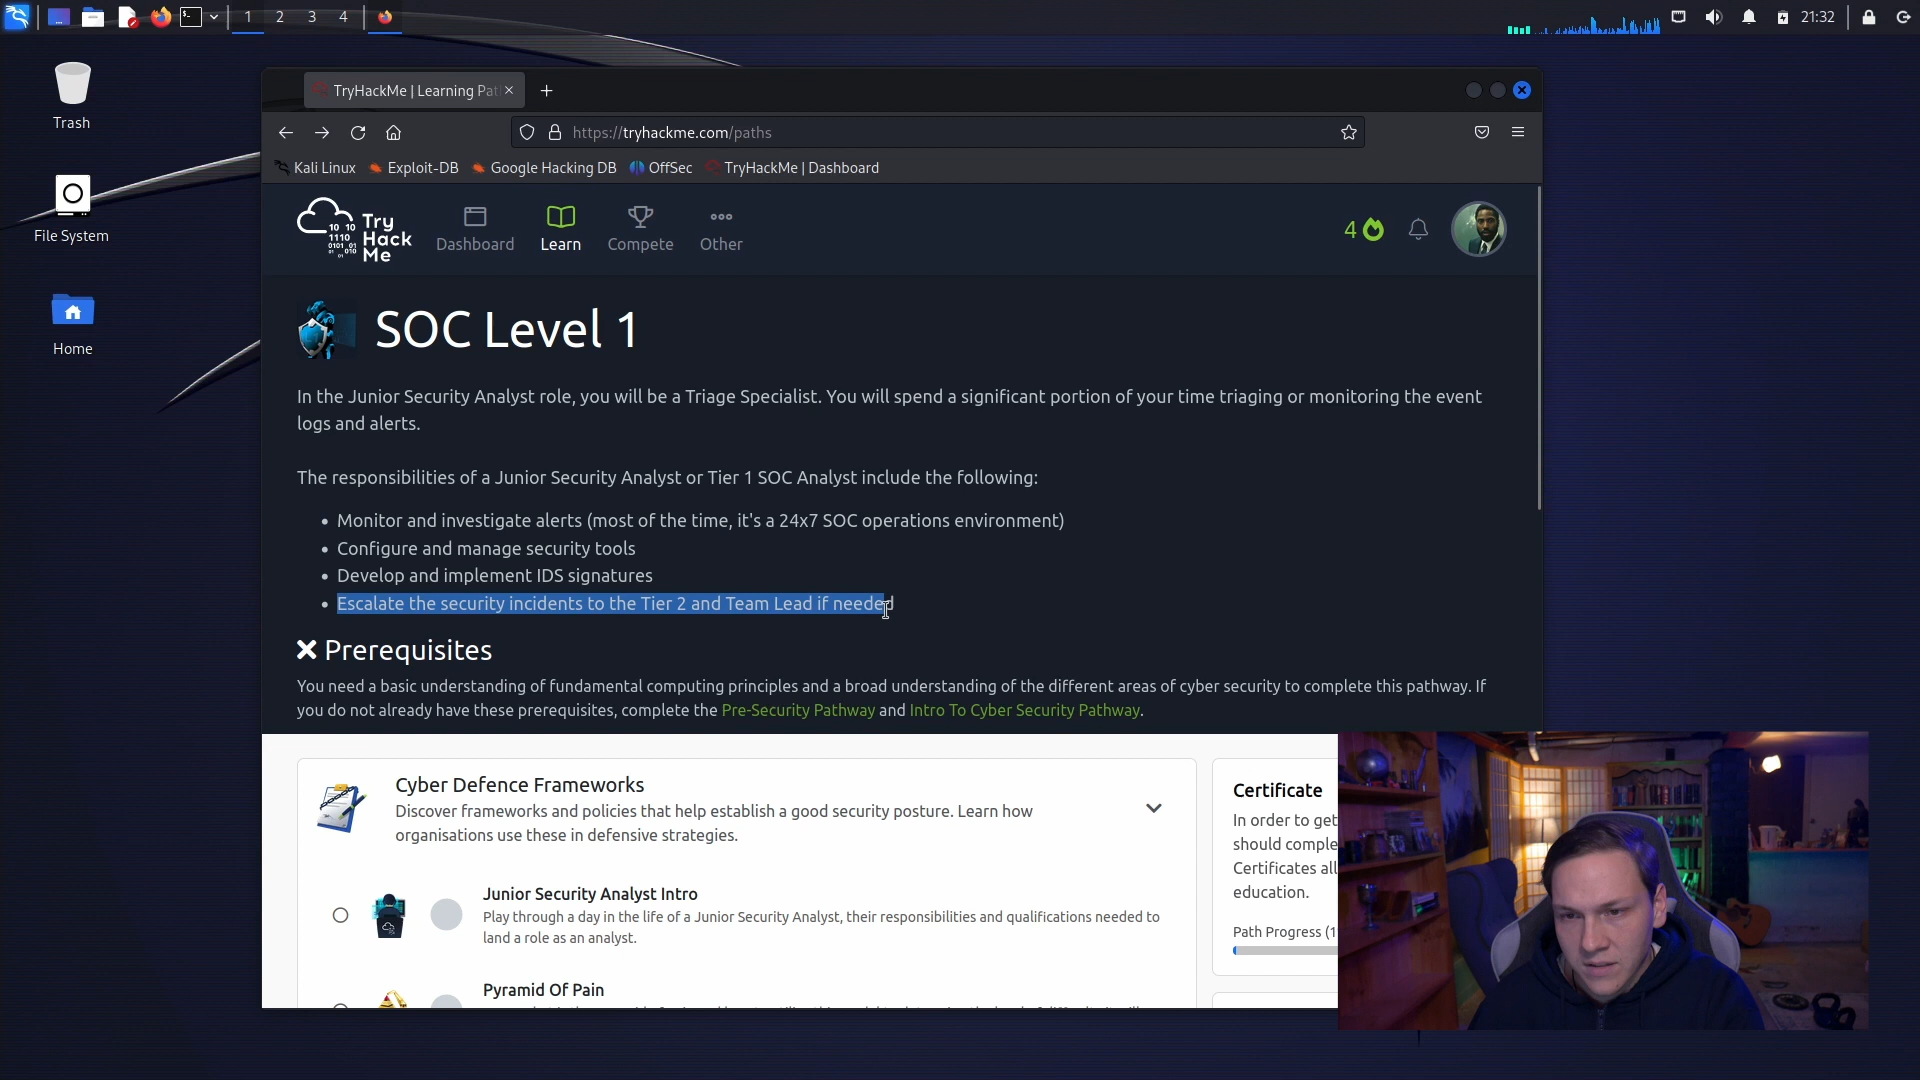 1 2 3 4
21:32
Trash
File System
Home
TryHackMe | Learning Pat
https://tryhackme.com/paths
Kali Linux Exploit-DB Google Hacking DB OffSec TryHackMe | Dashboard
Try
Hack
Me
10 10
1110
0101 01
01 010
Dashboard Learn Compete Other
4
SOC Level 1
In the Junior Security Analyst role, you will be a Triage Specialist. You will spend a significant portion of your time triaging or monitoring the event
logs and alerts.
The responsibilities of a Junior Security Analyst or Tier 1 SOC Analyst include the following:
• Monitor and investigate alerts (most of the time, it's a 24x7 SOC operations environment)
• Configure and manage security tools
• Develop and implement IDS signatures
• Escalate the security incidents to the Tier 2 and Team Lead if needed
Prerequisites
You need a basic understanding of fundamental computing principles and a broad understanding of the different areas of cyber security to complete this pathway. If
you do not already have these prerequisites, complete the Pre-Security Pathway and Intro To Cyber Security Pathway.
Cyber Defence Frameworks
Discover frameworks and policies that help establish a good security posture. Learn how
organisations use these in defensive strategies.
Junior Security Analyst Intro
Play through a day in the life of a Junior Security Analyst, their responsibilities and qualifications needed to
land a role as an analyst.
Pyramid Of Pain
Certificate
In order to get
should comple
Certificates all
education.
Path Progress (1